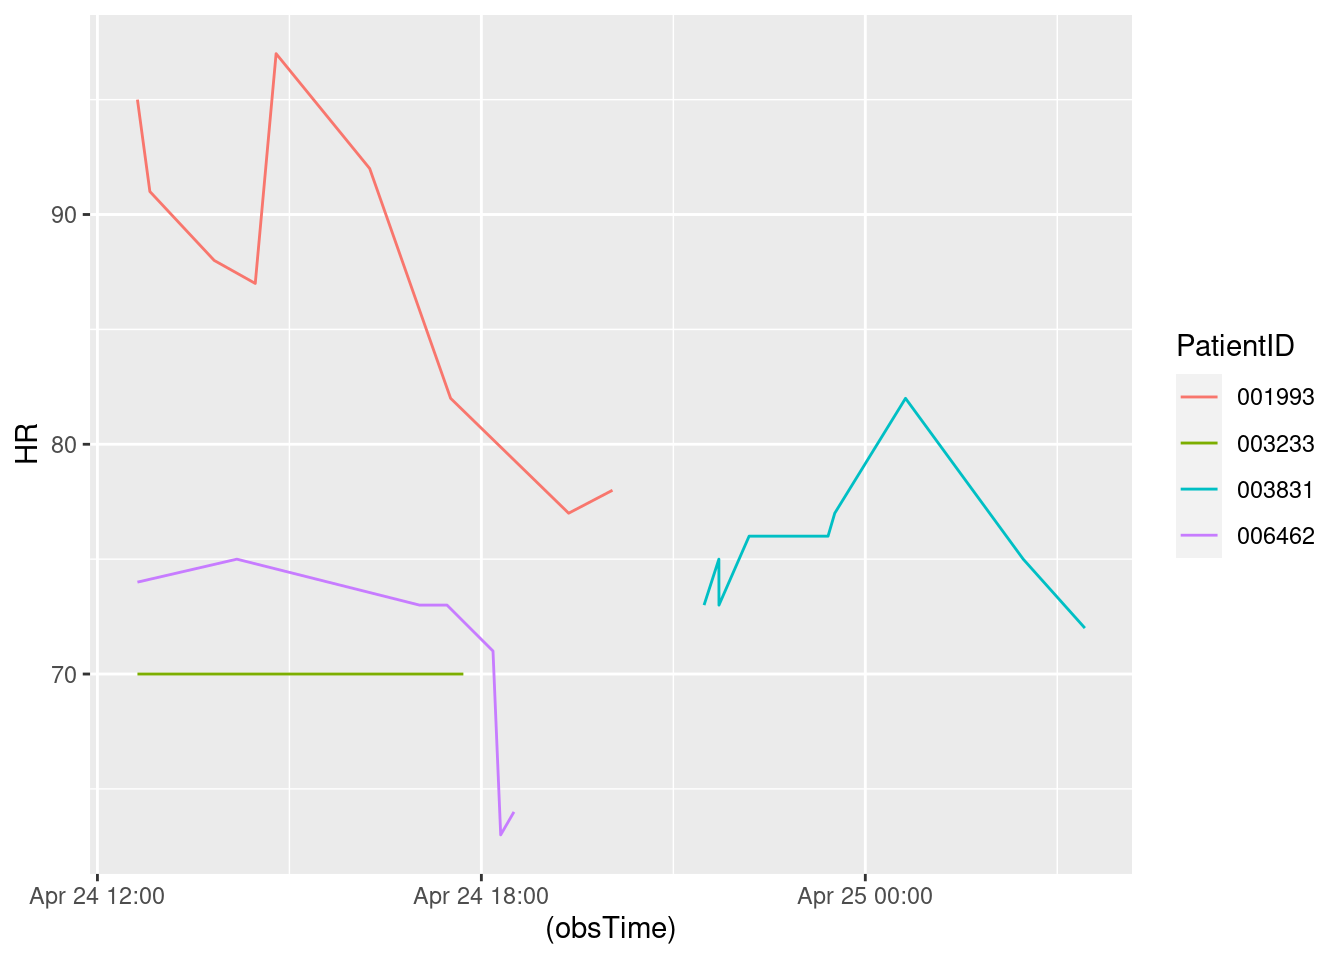 HR
90
80
70
Apr 24 12:00
Apr 24 18:00
Apr 25 00:00
(obsTime)
PatientID
001993
003233
003831
006462